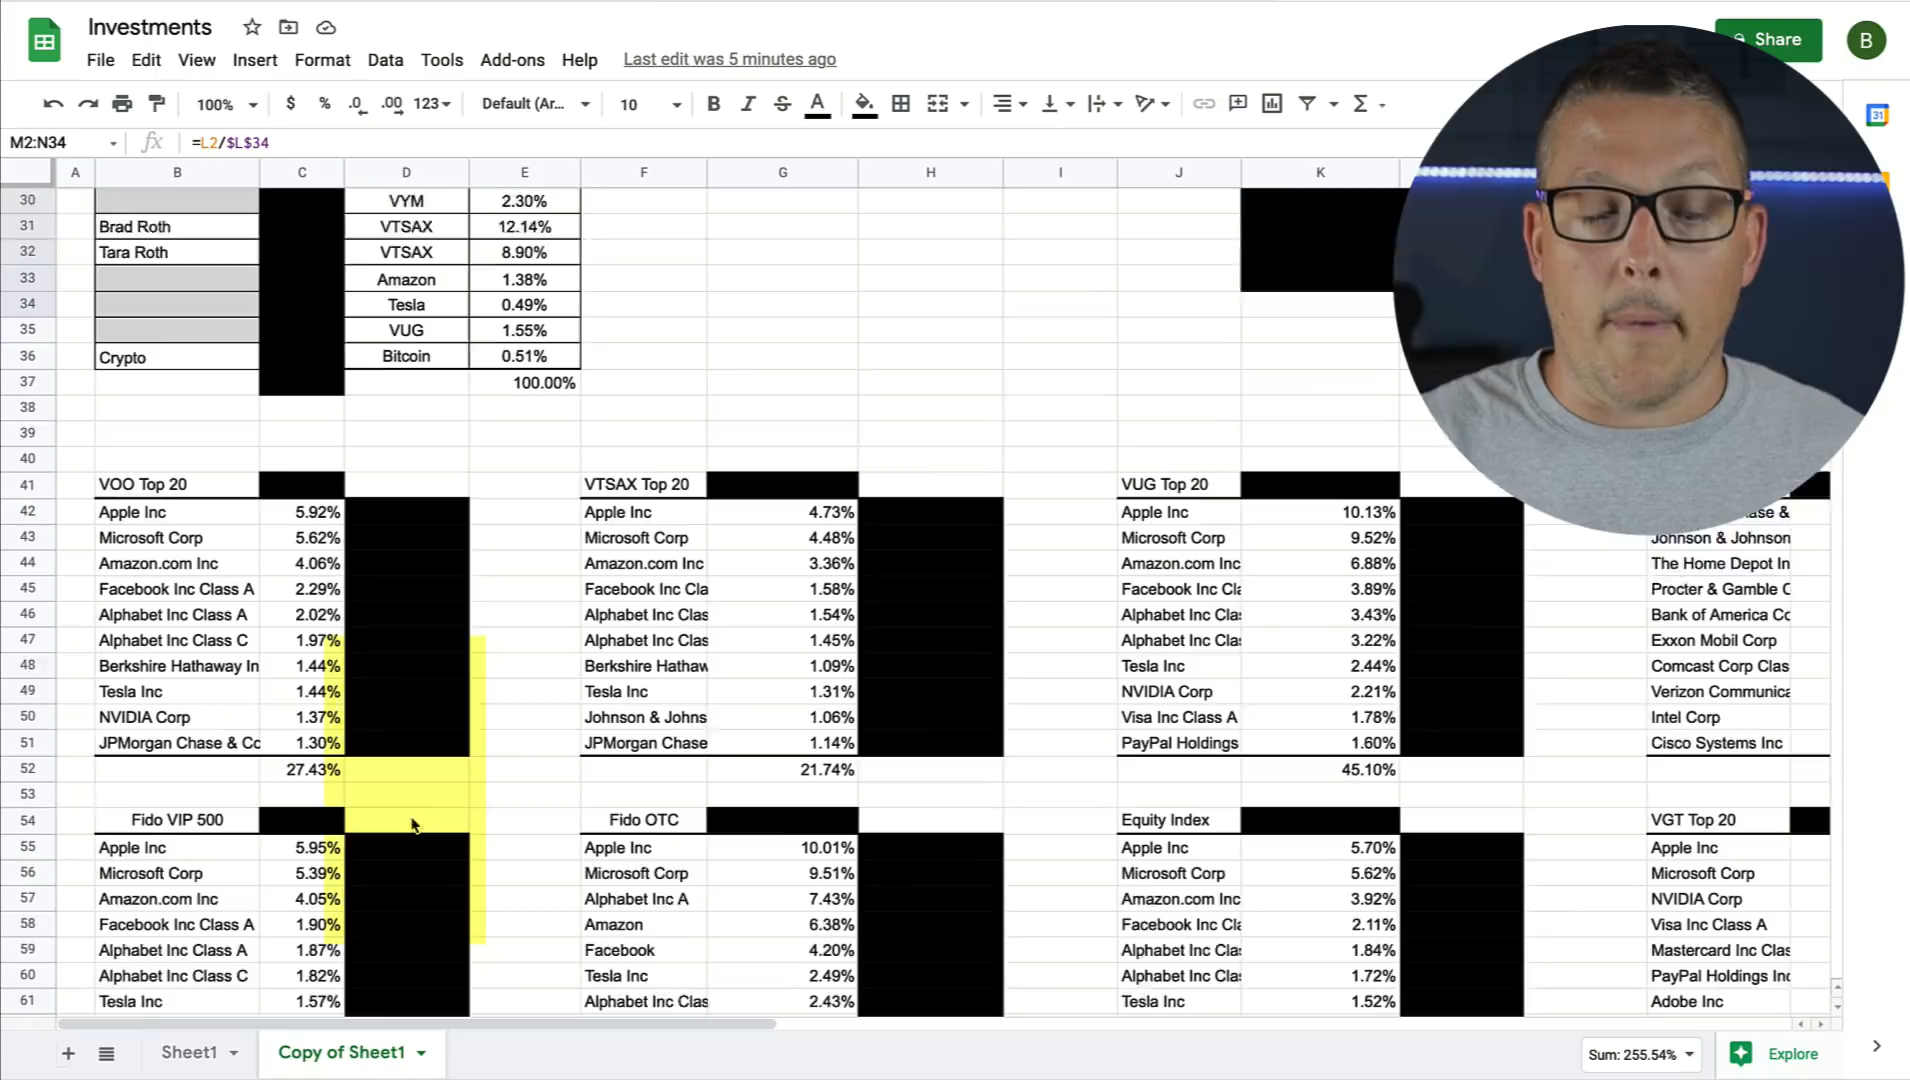 Investments
File Edit View Insert Format Data Tools Add-ons Help Last edit was 5 minutes ago
Share
B
100% $ % .0 .00 123 Default (Ar... 10 B I S A Σ
31
M2:N34 fx =L2/$L$34
A B C D E F G H I J K
30 VYM 2.30%
31 Brad Roth VTSAX 12.14%
32 Tara Roth VTSAX 8.90%
33 Amazon 1.38%
34 Tesla 0.49%
35 VUG 1.55%
36 Crypto Bitcoin 0.51%
37 100.00%
38
39
40
41 VOO Top 20 VTSAX Top 20 VUG Top 20
42 Apple Inc 5.92% Apple Inc 4.73% Apple Inc 10.13%
43 Microsoft Corp 5.62% Microsoft Corp 4.48% Microsoft Corp 9.52% Johnson & Johnson
44 Amazon.com Inc 4.06% Amazon.com Inc 3.36% Amazon.com Inc 6.88% The Home Depot In
45 Facebook Inc Class A 2.29% Facebook Inc Cla 1.58% Facebook Inc Cla 3.89% Procter & Gamble C
46 Alphabet Inc Class A 2.02% Alphabet Inc Clas 1.54% Alphabet Inc Clas 3.43% Bank of America Co
47 Alphabet Inc Class C 1.97% Alphabet Inc Clas 1.45% Alphabet Inc Clas 3.22% Exxon Mobil Corp
48 Berkshire Hathaway In 1.44% Berkshire Hathaw 1.09% Tesla Inc 2.44% Comcast Corp Clas
49 Tesla Inc 1.44% Tesla Inc 1.31% NVIDIA Corp 2.21% Verizon Communica
50 NVIDIA Corp 1.37% Johnson & Johns 1.06% Visa Inc Class A 1.78% Intel Corp
51 JPMorgan Chase & Co 1.30% JPMorgan Chase 1.14% PayPal Holdings 1.60% Cisco Systems Inc
52 27.43% 21.74% 45.10%
53
54 Fido VIP 500 Fido OTC Equity Index VGT Top 20
55 Apple Inc 5.95% Apple Inc 10.01% Apple Inc 5.70% Apple Inc
56 Microsoft Corp 5.39% Microsoft Corp 9.51% Microsoft Corp 5.62% Microsoft Corp
57 Amazon.com Inc 4.05% Alphabet Inc A 7.43% Amazon.com Inc 3.92% NVIDIA Corp
58 Facebook Inc Class A 1.90% Amazon 6.38% Facebook Inc Cla 2.11% Visa Inc Class A
59 Alphabet Inc Class A 1.87% Facebook 4.20% Alphabet Inc Clas 1.84% Mastercard Inc Clas
60 Alphabet Inc Class C 1.82% Tesla Inc 2.49% Alphabet Inc Clas 1.72% PayPal Holdings Inc
61 Tesla Inc 1.57% Alphabet Inc Clas 2.43% Tesla Inc 1.52% Adobe Inc
+ Sheet1 Copy of Sheet1 Sum: 255.54% Explore